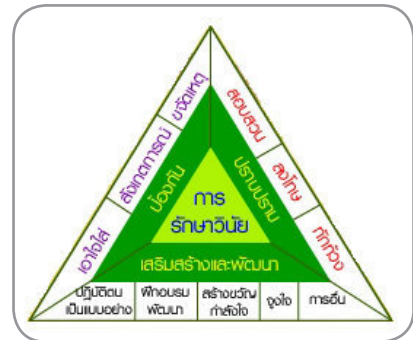 ขจัดเหตุ
สังเกตการณ์
เอาใจใส่
สอบสวน
ลงโทษ
ทักท้วง
ป้องกัน
ปราบปราม
การ
รักษาวินัย
เสริมสร้างและพัฒนา
ปฏิบัติตน
เป็นแบบอย่าง
ฝึกอบรม
พัฒนา
สร้างขวัญ
กำลังใจ
จูงใจ
การอื่น